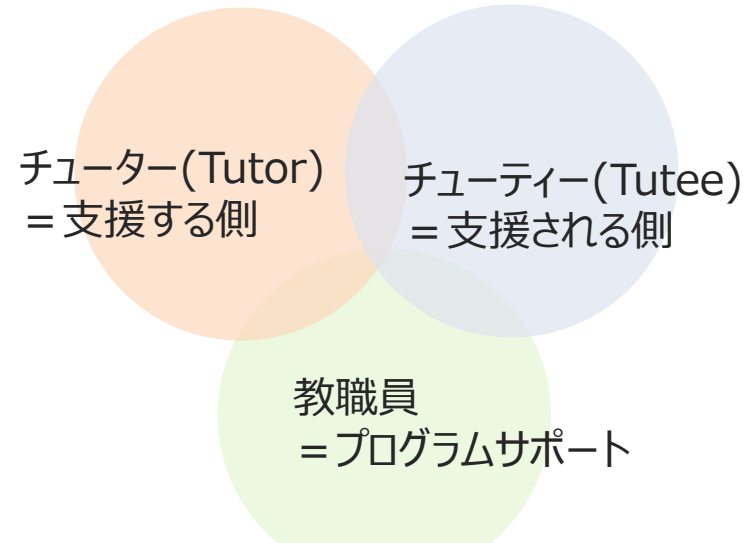 チューター(Tutor)
＝支援する側
チューティー(Tutee)
＝支援される側
教職員
＝プログラムサポート